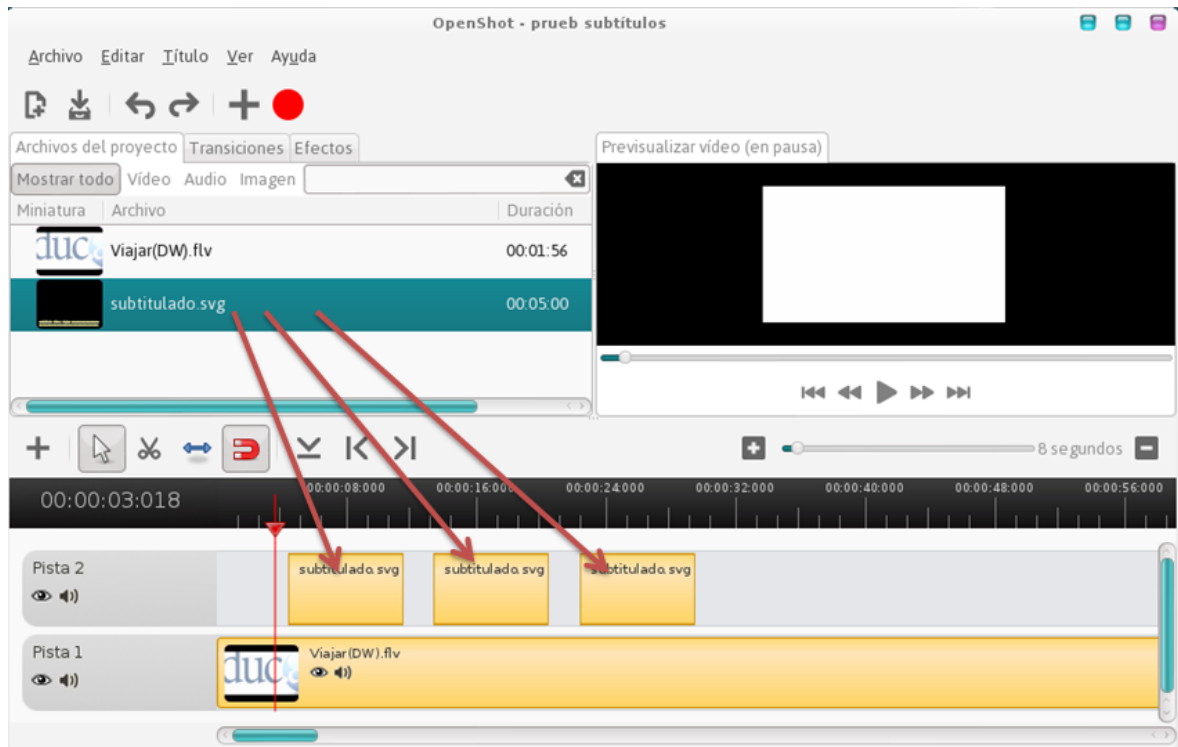 OpenShot - prueb subtítulos
Archivo Editar Título Ver Ayuda
Archivos del proyecto Transiciones Efectos
Previsualizar vídeo (en pausa)
Mostrar todo Vídeo Audio Imagen
Miniatura Archivo Duración
duc Viajar(DW).flv 00:01:56
subtitulado.svg 00:05:00
8 segundos
00:00:03:018
00:00:08:000 00:00:16:000 00:00:24:000 00:00:32:000 00:00:40:000 00:00:48:000 00:00:56:000
Pista 2
subtitulado.svg subtitulado.svg subtitulado.svg
Pista 1
duc Viajar(DW).flv